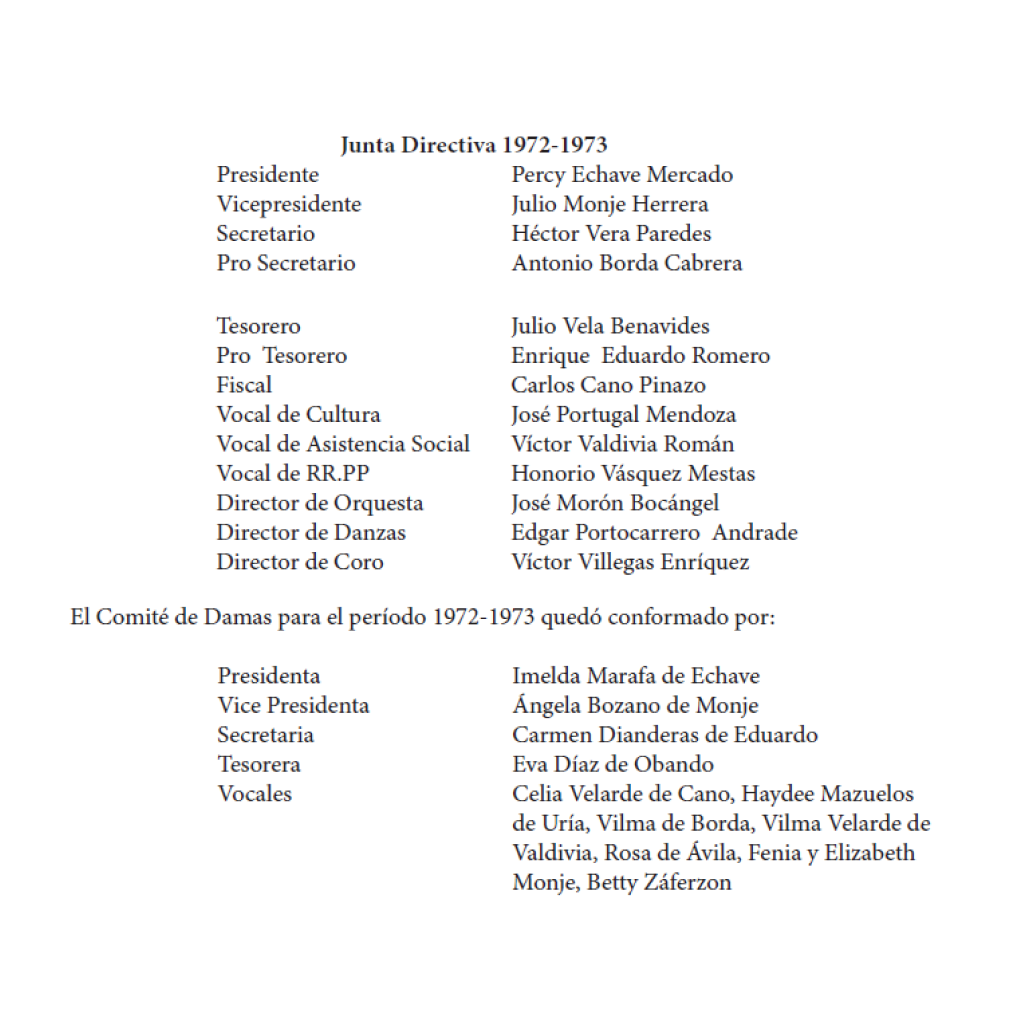 Junta Directiva 1972-1973
Presidente Percy Echave Mercado
Vicepresidente Julio Monje Herrera
Secretario Héctor Vera Paredes
Pro Secretario Antonio Borda Cabrera
Tesorero Julio Vela Benavides
Pro Tesorero Enrique Eduardo Romero
Fiscal Carlos Cano Pinazo
Vocal de Cultura José Portugal Mendoza
Vocal de Asistencia Social Víctor Valdivia Román
Vocal de RR.PP Honorio Vásquez Mestas
Director de Orquesta José Morón Bocángel
Director de Danzas Edgar Portocarrero Andrade
Director de Coro Víctor Villegas Enríquez
El Comité de Damas para el período 1972-1973 quedó conformado por:
Presidenta Imelda Marafa de Echave
Vice Presidenta Ángela Bozano de Monje
Secretaria Carmen Dianderas de Eduardo
Tesorera Eva Díaz de Obando
Vocales Celia Velarde de Cano, Haydee Mazuelos
de Uría, Vilma de Borda, Vilma Velarde de
Valdivia, Rosa de Ávila, Fenia y Elizabeth
Monje, Betty Záferzon